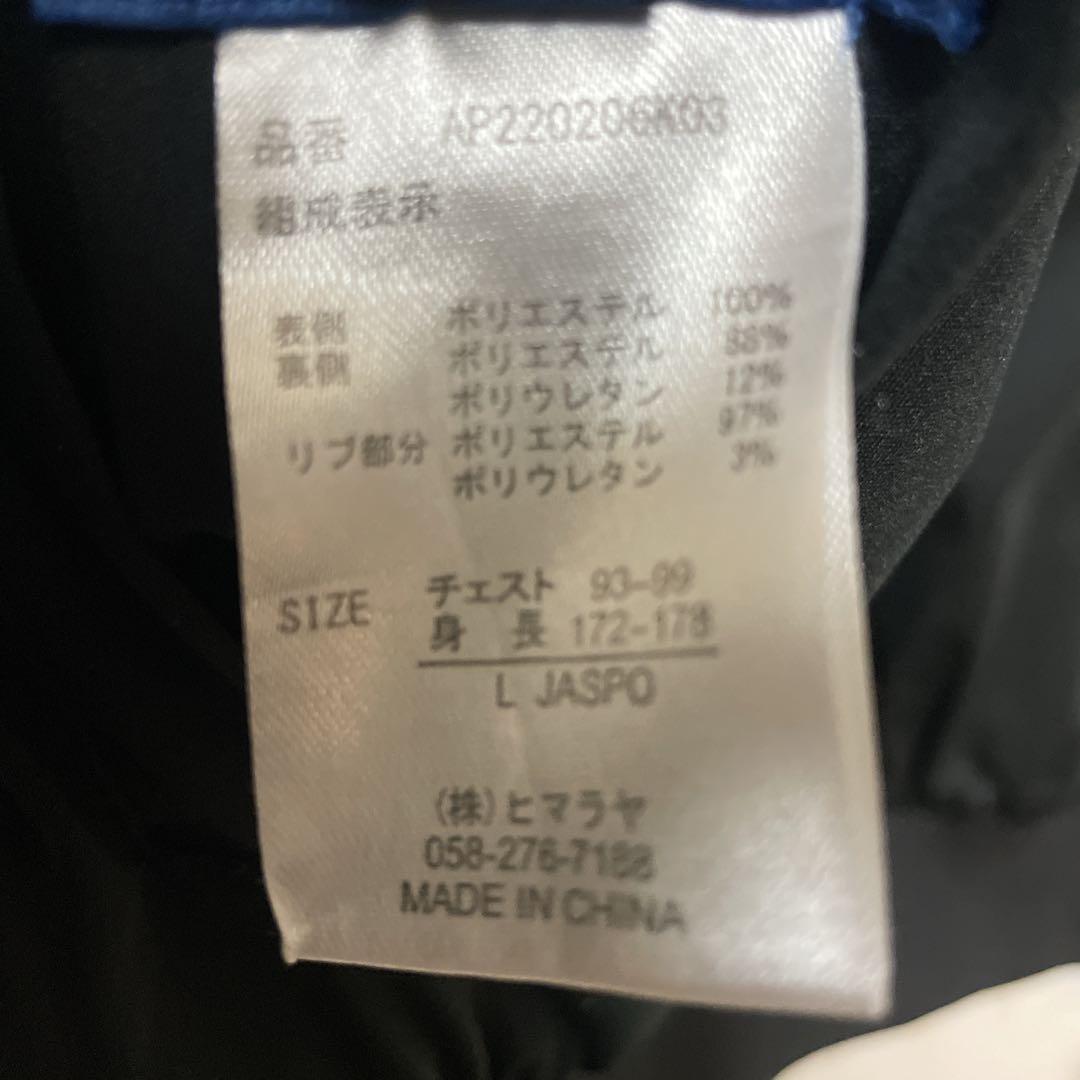 品番 AP220206K03
組成表示
表側 ポリエステル 100%
裏側 ポリエステル 88%
ポリウレタン 12%
リブ部分 ポリエステル 97%
ポリウレタン 3%
SIZE チェスト 93-99
身 長 172-178
L JASPO
(株)ヒマラヤ
058-276-7188
MADE IN CHINA